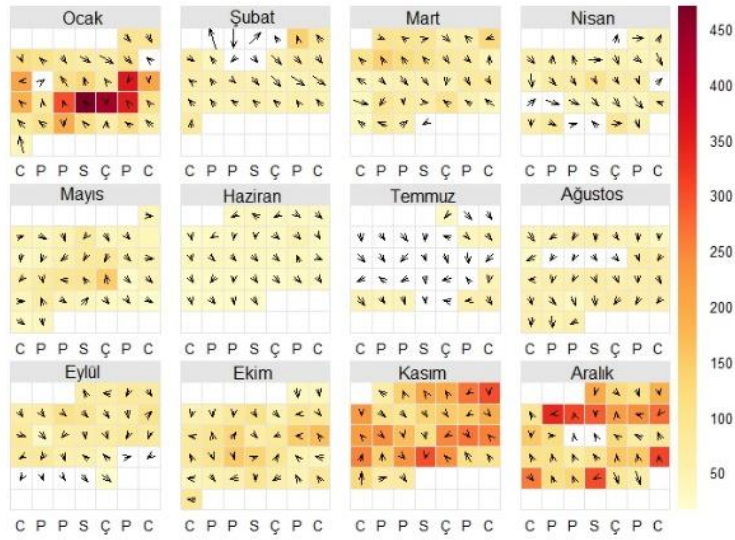 Ocak Şubat Mart Nisan
C P P S Ç P C C P P S Ç P C C P P S Ç P C C P P S Ç P C
Mayıs Haziran Temmuz Ağustos
C P P S Ç P C C P P S Ç P C C P P S Ç P C C P P S Ç P C
Eylül Ekim Kasım Aralık
C P P S Ç P C C P P S Ç P C C P P S Ç P C C P P S Ç P C
450
400
350
300
250
200
150
100
50